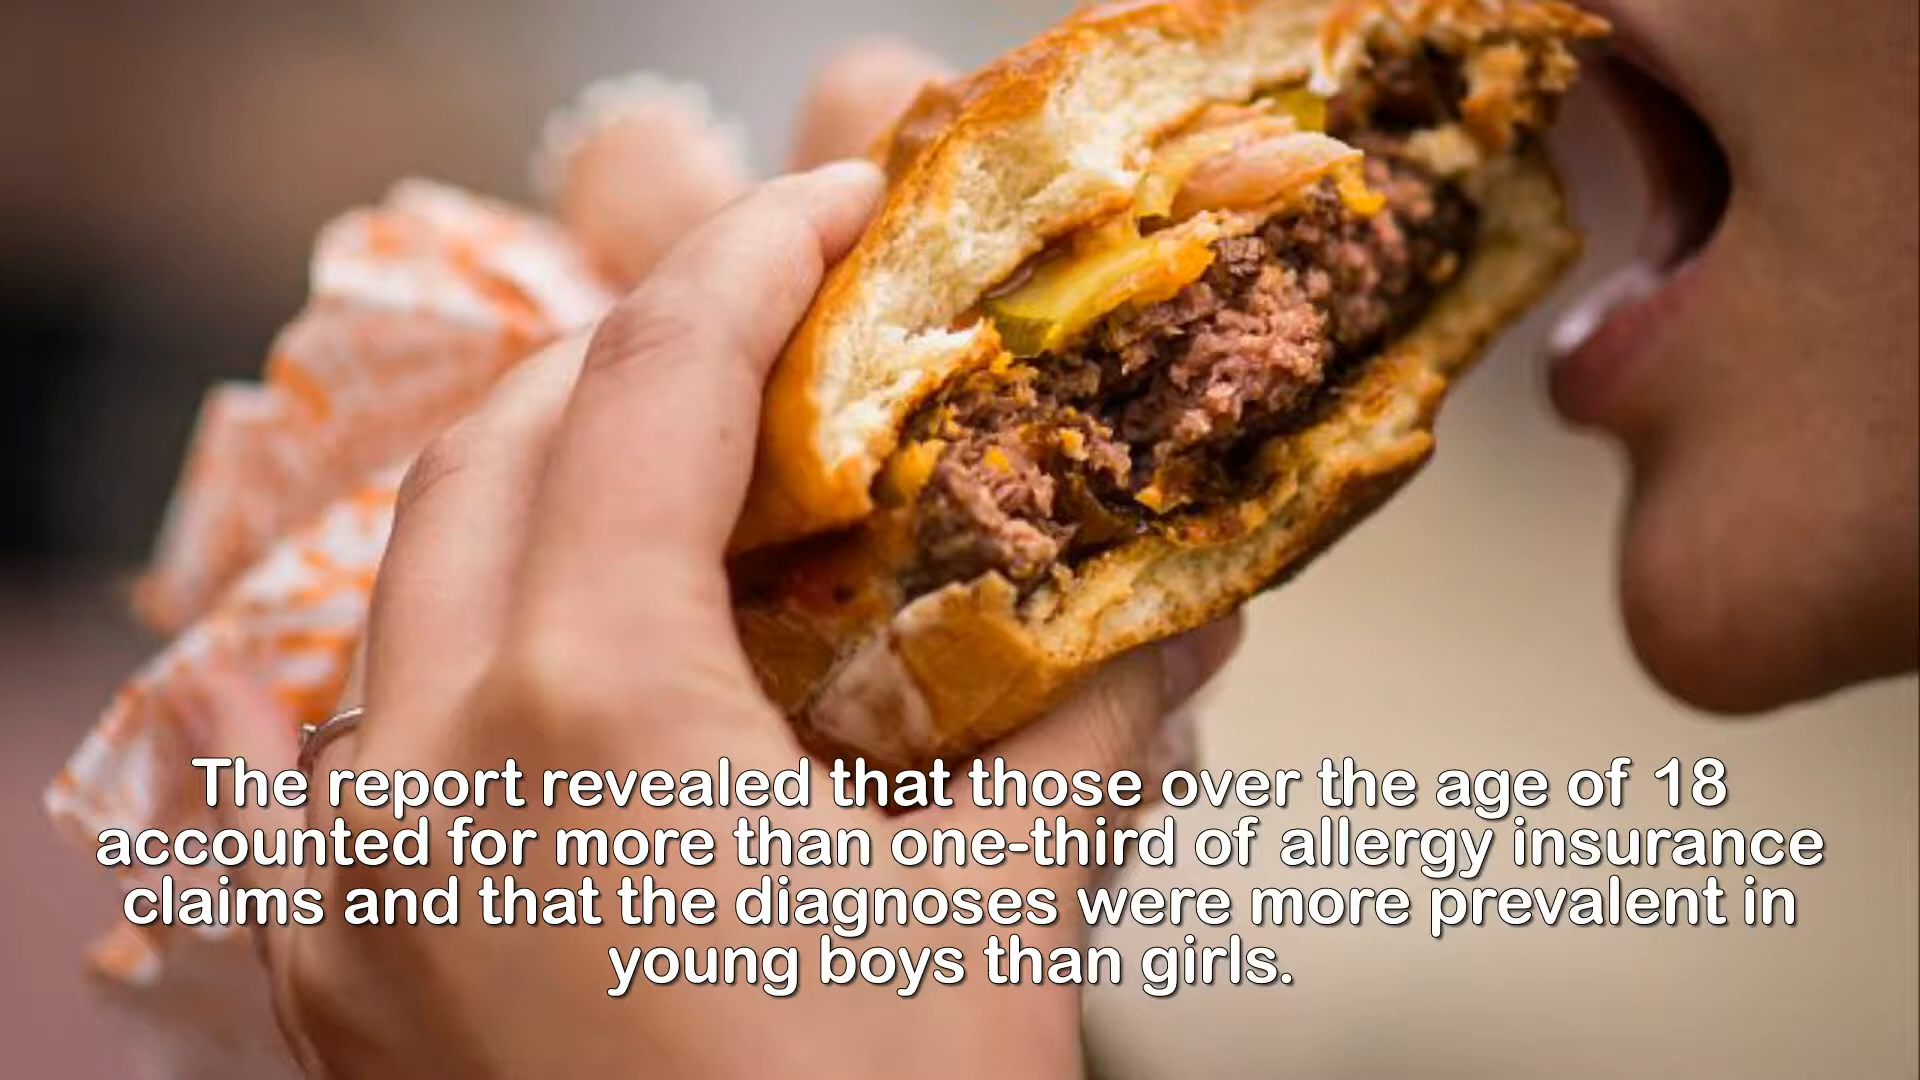 The report revealed that those over the age of 18
accounted for more than one-third of allergy insurance
claims and that the diagnoses were more prevalent in
young boys than girls.